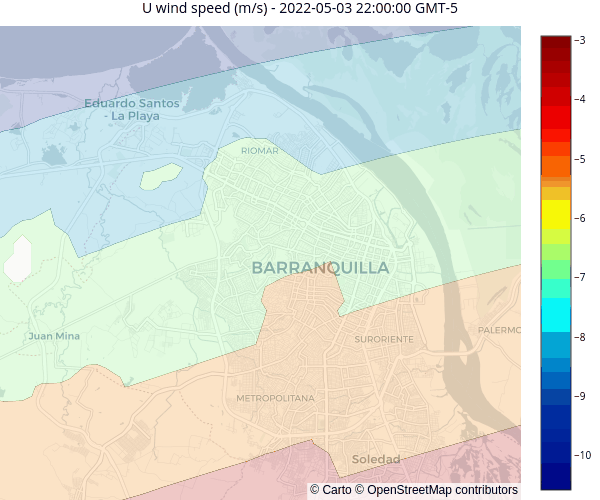 U wind speed (m/s) - 2022-05-03 22:00:00 GMT-5
Eduardo Santos
- La Playa
RIOMAR
BARRANQUILLA
Juan Mina
SURORIENTE
PALERMO
METROPOLITANA
Soledad
© Carto © OpenStreetMap contributors
−3
−4
−5
−6
−7
−8
−9
−10